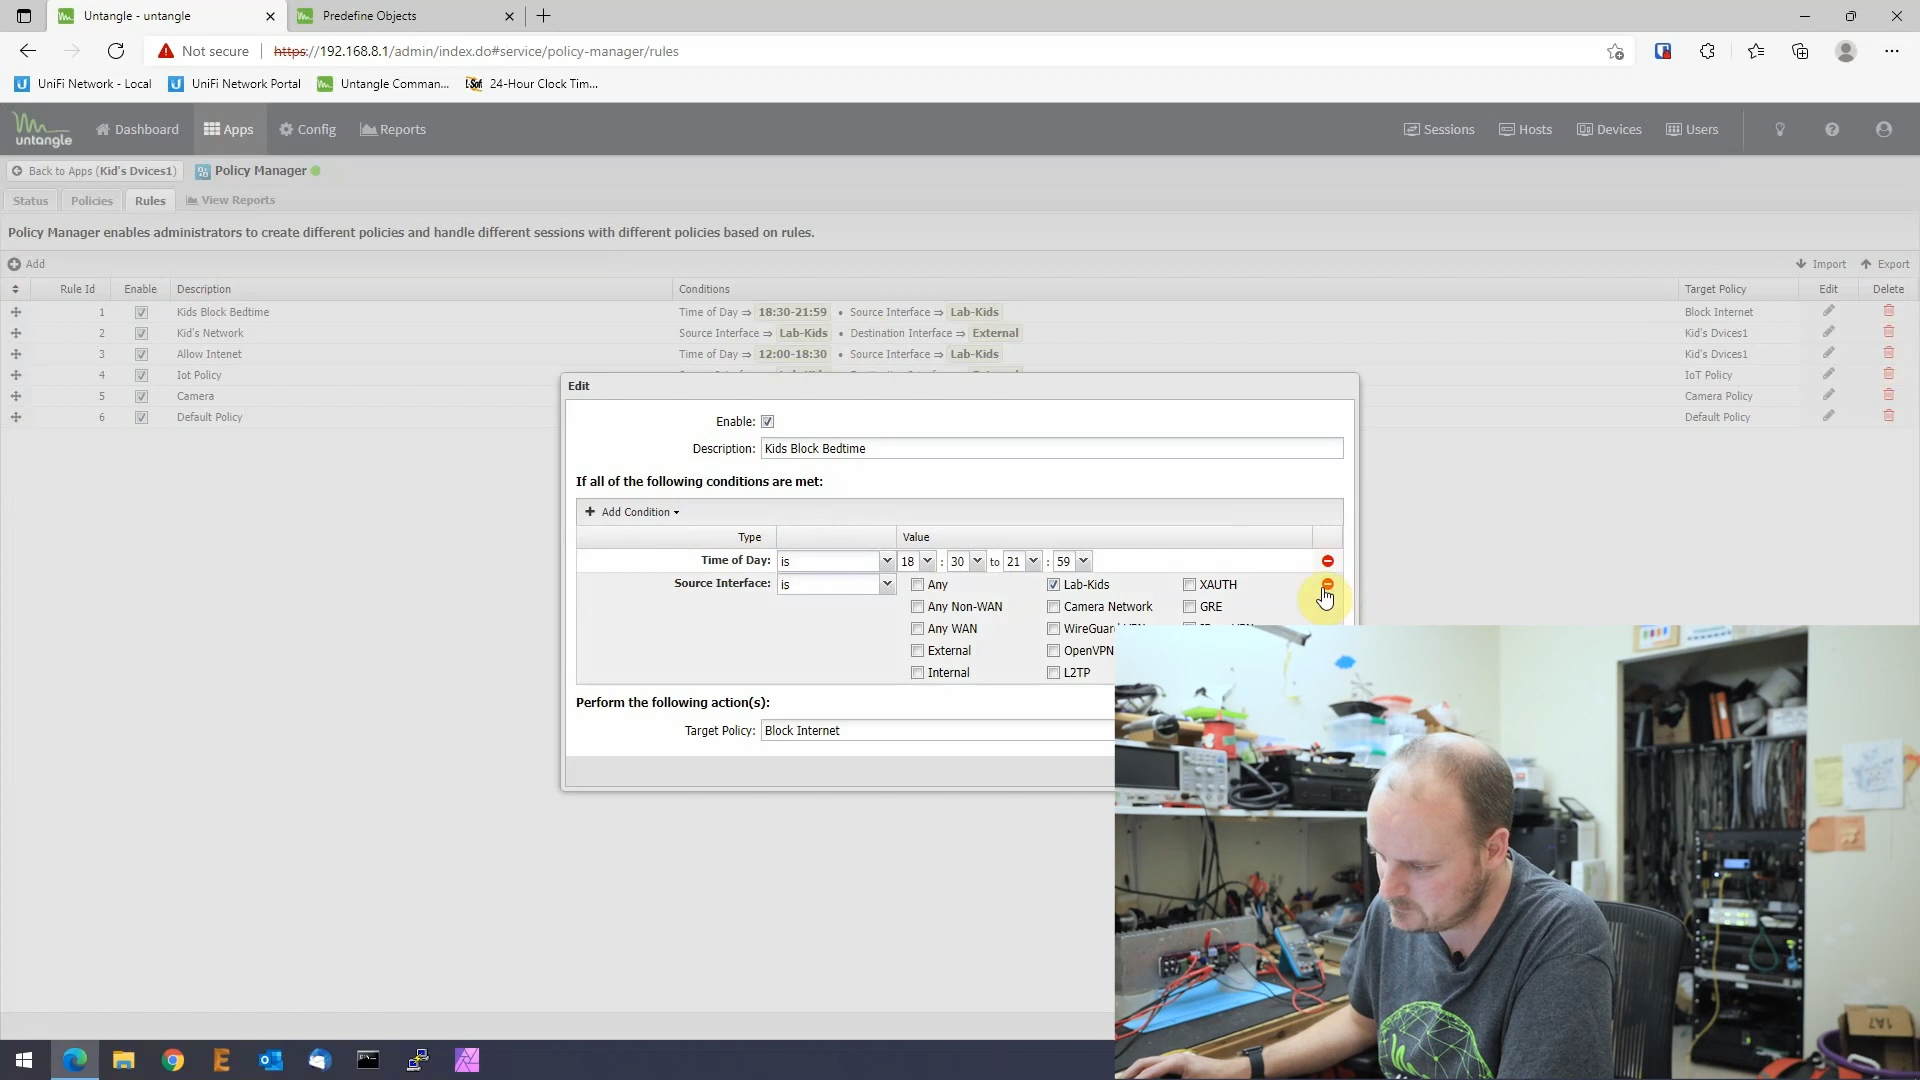 Untangle - untangle
Predefine Objects
Not secure
https://192.168.8.1/admin/index.do#service/policy-manager/rules
UniFi Network - Local
UniFi Network Portal
Untangle Comman...
24-Hour Clock Tim...
untangle
Dashboard
Apps
Config
Reports
Sessions
Hosts
Devices
Users
Back to Apps (Kid's Dvices1)
Policy Manager
Status
Policies
Rules
View Reports
Policy Manager enables administrators to create different policies and handle different sessions with different policies based on rules.
Add
Import
Export
Rule Id Enable Description Conditions Target Policy Edit Delete
1 Kids Block Bedtime Time of Day ⇒ 18:30-21:59 • Source Interface ⇒ Lab-Kids Block Internet
2 Kid's Network Source Interface ⇒ Lab-Kids • Destination Interface ⇒ External Kid's Dvices1
3 Allow Intenet Time of Day ⇒ 12:00-18:30 • Source Interface ⇒ Lab-Kids Kid's Dvices1
4 Iot Policy IoT Policy
5 Camera Camera Policy
6 Default Policy Default Policy
Edit
Enable:
Description: Kids Block Bedtime
If all of the following conditions are met:
Add Condition
Type Value
Time of Day: is 18 : 30 to 21 : 59
Source Interface: is Any Lab-Kids XAUTH
Any Non-WAN Camera Network GRE
Any WAN
External OpenVPN
Internal L2TP
Perform the following action(s):
Target Policy: Block Internet